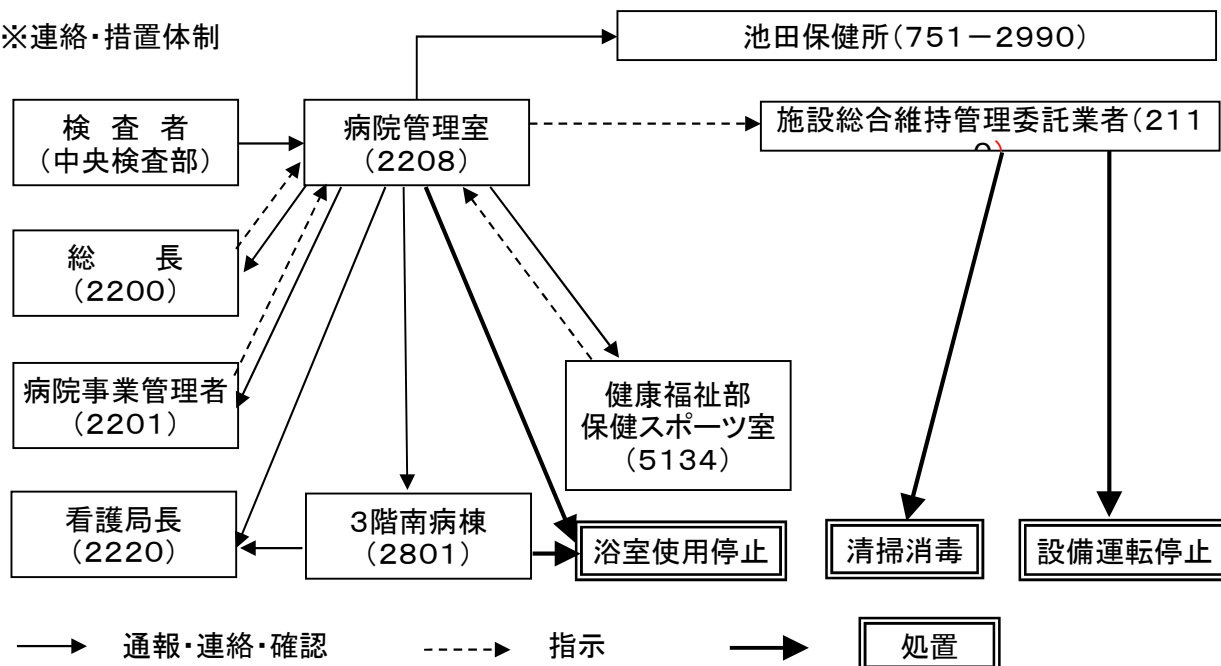 ※連絡・措置体制
池田保健所(751－2990)
検　査　者
(中央検査部)
病院管理室
(2208)
施設総合維持管理委託業者(211
総　　長
(2200)
病院事業管理者
(2201)
健康福祉部
保健スポーツ室
(5134)
看護局長
(2220)
3階南病棟
(2801)
浴室使用停止
清掃消毒
設備運転停止
通報・連絡・確認
指示
処置